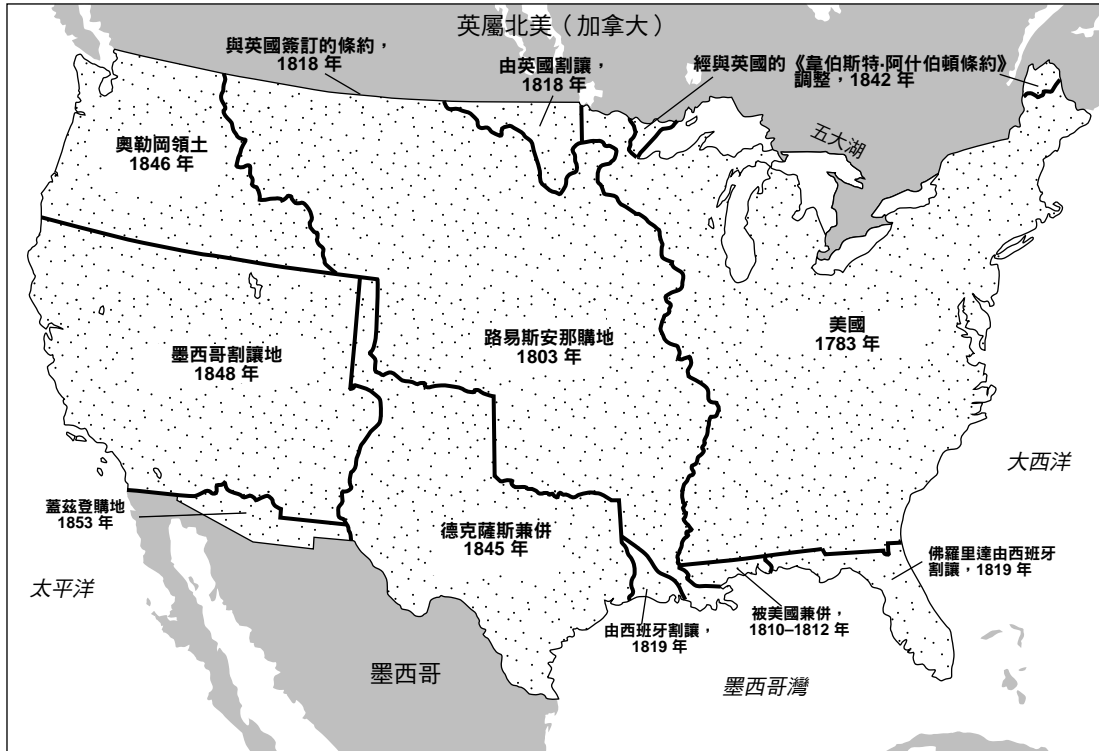 英屬北美（加拿大）
與英國簽訂的條約，
1818 年
由英國割讓，
1818 年
經與英國的《韋伯斯特·阿什伯頓條約》
調整，1842 年
五大湖
奧勒岡領土
1846 年
路易斯安那購地
1803 年
美國
1783 年
墨西哥割讓地
1848 年
大西洋
蓋茲登購地
1853 年
德克薩斯兼併
1845 年
佛羅里達由西班牙
割讓，1819 年
太平洋
由西班牙割讓，
1819 年
被美國兼併，
1810–1812 年
墨西哥
墨西哥灣